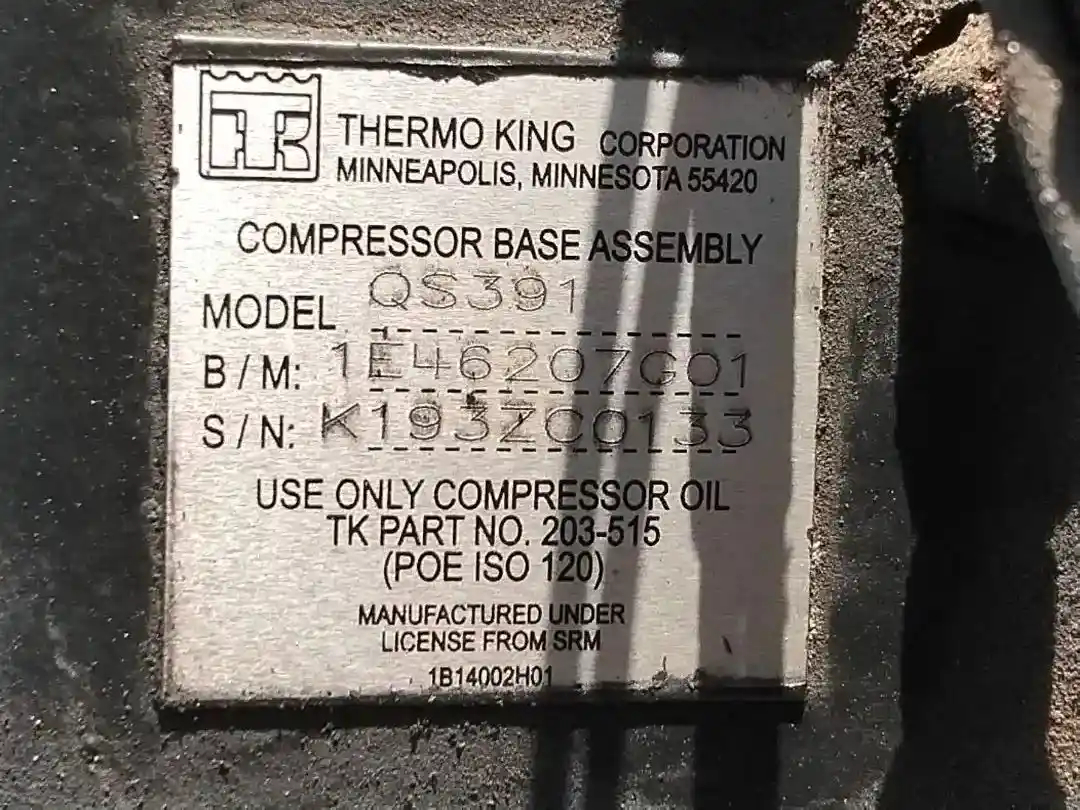 TK
THERMO KING CORPORATION
MINNEAPOLIS, MINNESOTA 55420
COMPRESSOR BASE ASSEMBLY
MODEL QS391
B/M: 1E46207G01
S/N: K193ZC0133
USE ONLY COMPRESSOR OIL
TK PART NO. 203-515
(POE ISO 120)
MANUFACTURED UNDER
LICENSE FROM SRM
1B14002H01